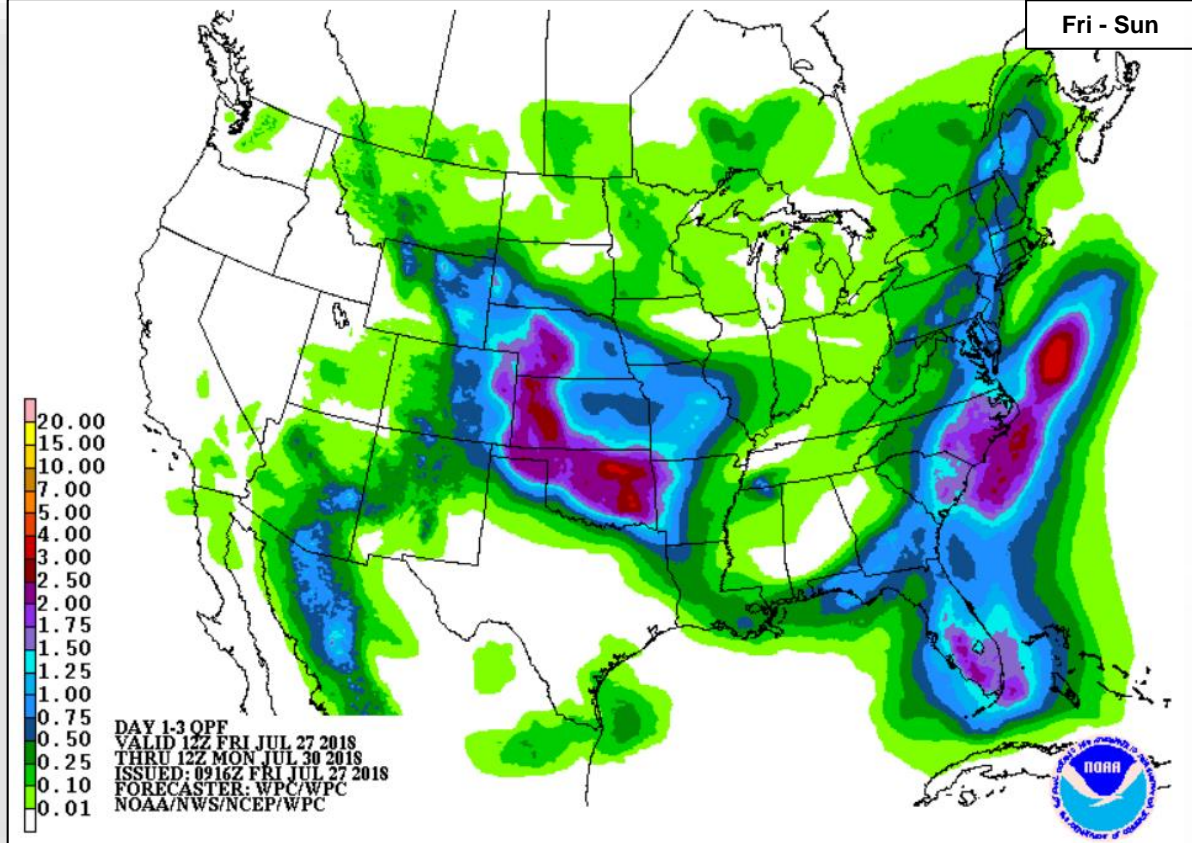 Fri - Sun
20.00
15.00
10.00
7.00
5.00
4.00
3.00
2.50
2.00
1.75
1.50
1.25
1.00
0.75
0.50
0.25
0.10
0.01
DAY 1-3 QPF
VALID 12Z FRI JUL 27 2018
THRU 12Z MON JUL 30 2018
ISSUED: 0916Z FRI JUL 27 2018
FORECASTER: WPC/WPC
NOAA/NWS/NCEP/WPC
NOAA